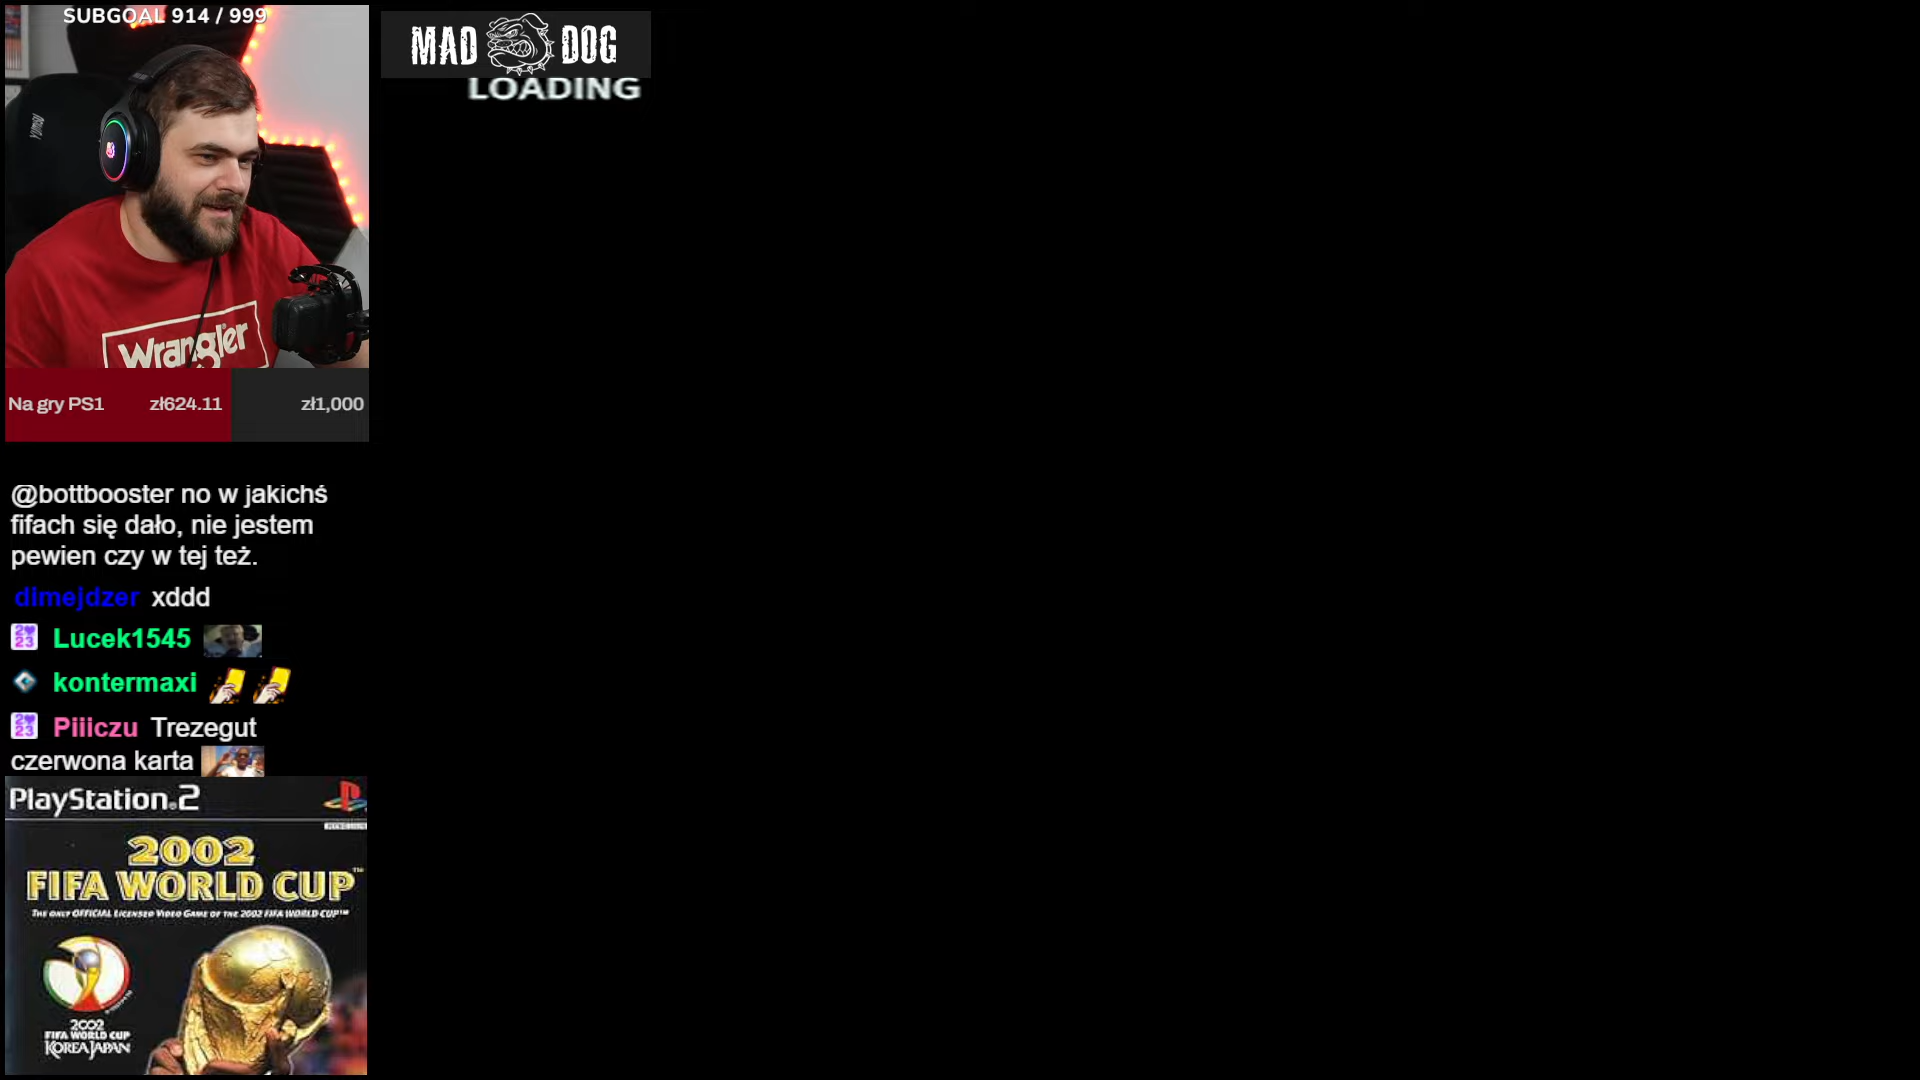 SUBGOAL 914 / 999
MAD DOG
LOADING
Wrangler
Na gry PS1 zł624.11 zł1,000
@bottbooster no w jakichś
fifach się dało, nie jestem
pewien czy w tej też.
dimejdzer xddd
Lucek1545
kontermaxi
Piiiczu Trezegut
czerwona karta
PlayStation.2
2002
FIFA WORLD CUP™
THE ONLY OFFICIAL LICENSED VIDEO GAME OF THE 2002 FIFA WORLD CUP™
2002
FIFA WORLD CUP
KOREA JAPAN